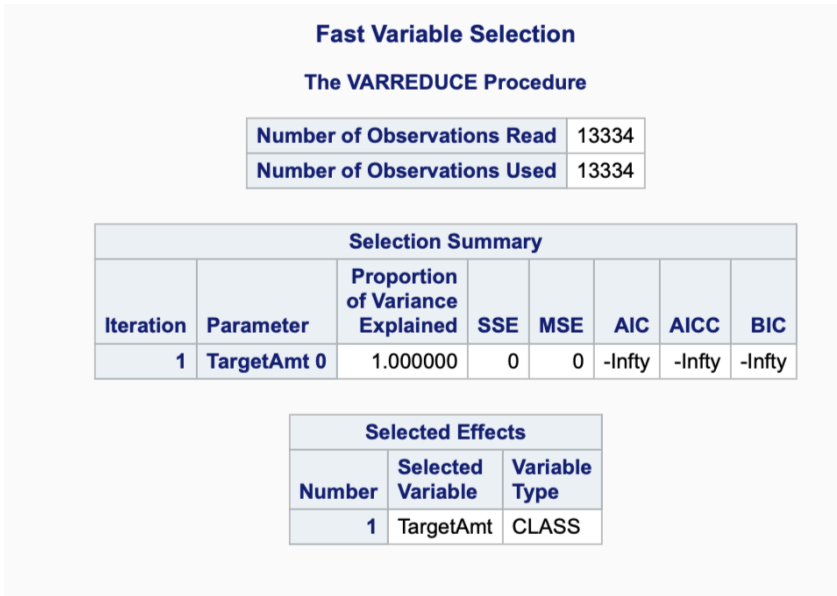 Fast Variable Selection
The VARREDUCE Procedure
Number of Observations Read 13334
Number of Observations Used 13334
Selection Summary
Iteration Parameter Proportion of Variance Explained SSE MSE AIC AICC BIC
1 TargetAmt 0 1.000000 0 0 -Infty -Infty -Infty
Selected Effects
Number Selected Variable Variable Type
1 TargetAmt CLASS